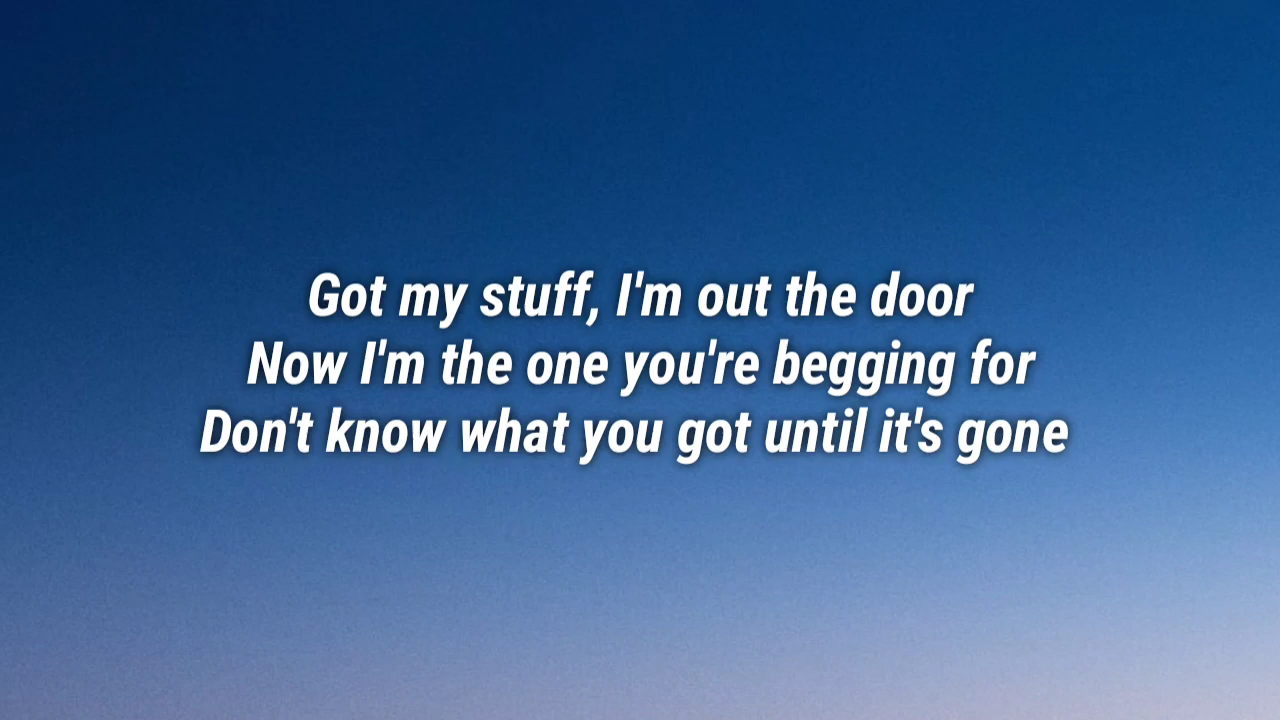 Got my stuff, I'm out the door
Now I'm the one you're begging for
Don't know what you got until it's gone